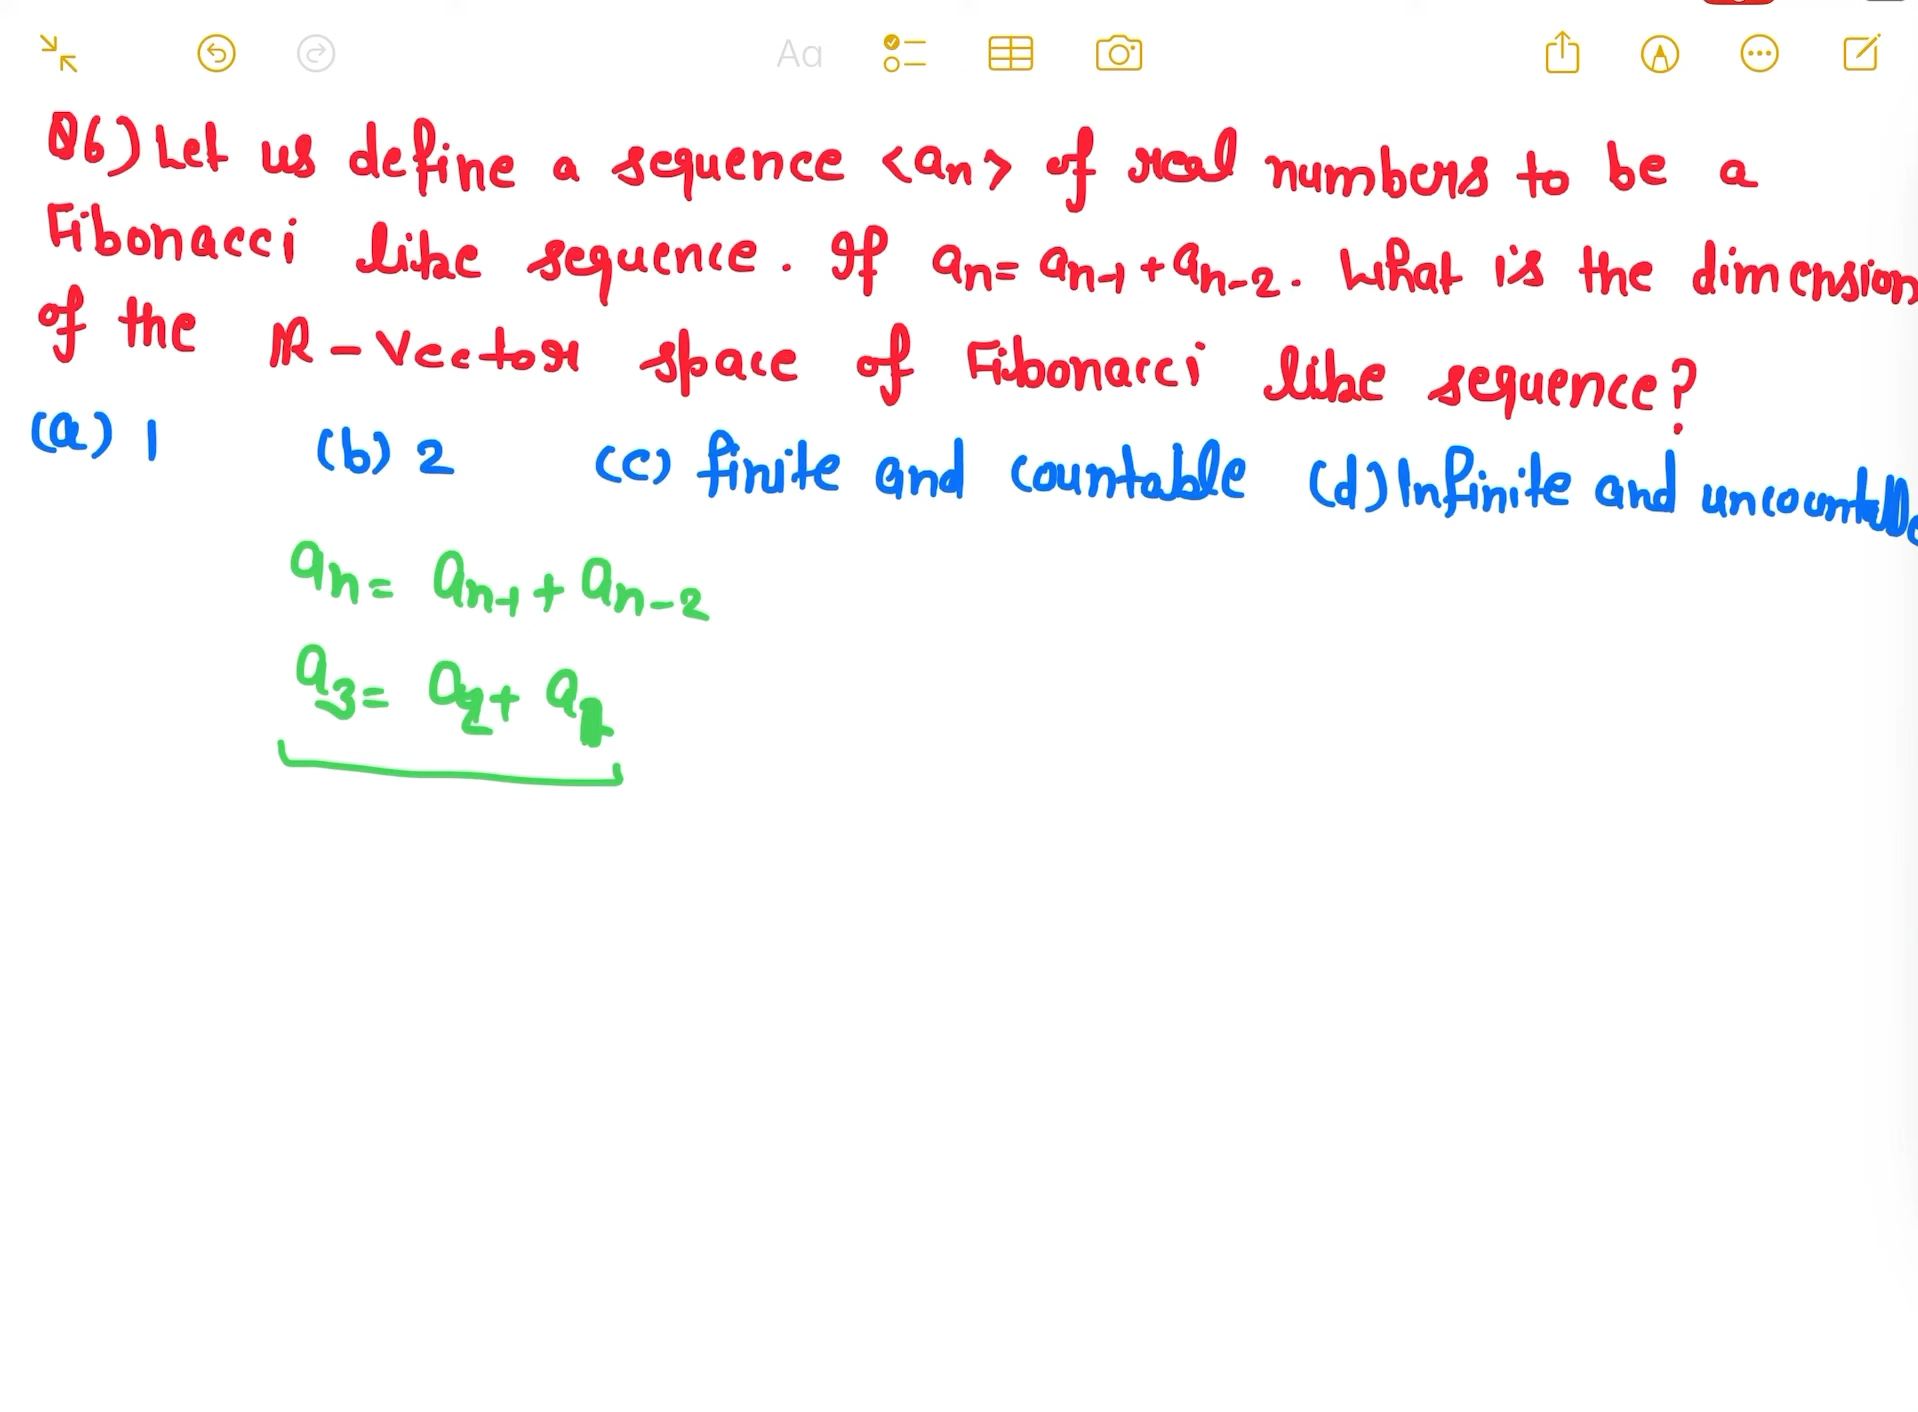 Aa
Q6) Let us define a sequence <an> of real numbers to be a
Fibonacci like sequence. If an= an-1 + an-2. What is the dimension
of the IR - Vector space of Fibonacci like sequence?
(a) 1 (b) 2 (c) finite and countable (d) Infinite and uncountable
an= an-1 + an-2
a3= a2+ a1